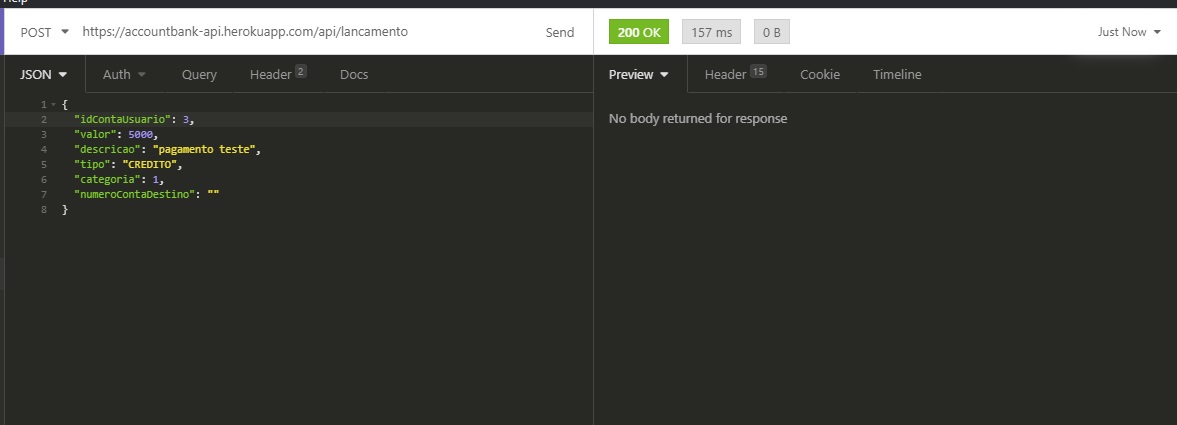 Help
POST https://accountbank-api.herokuapp.com/api/lancamento Send
200 OK 157 ms 0 B Just Now
JSON Auth Query Header 2 Docs
Preview Header 15 Cookie Timeline
1 {
2 "idContaUsuario": 3,
3 "valor": 5000,
4 "descricao": "pagamento teste",
5 "tipo": "CREDITO",
6 "categoria": 1,
7 "numeroContaDestino": ""
8 }
No body returned for response